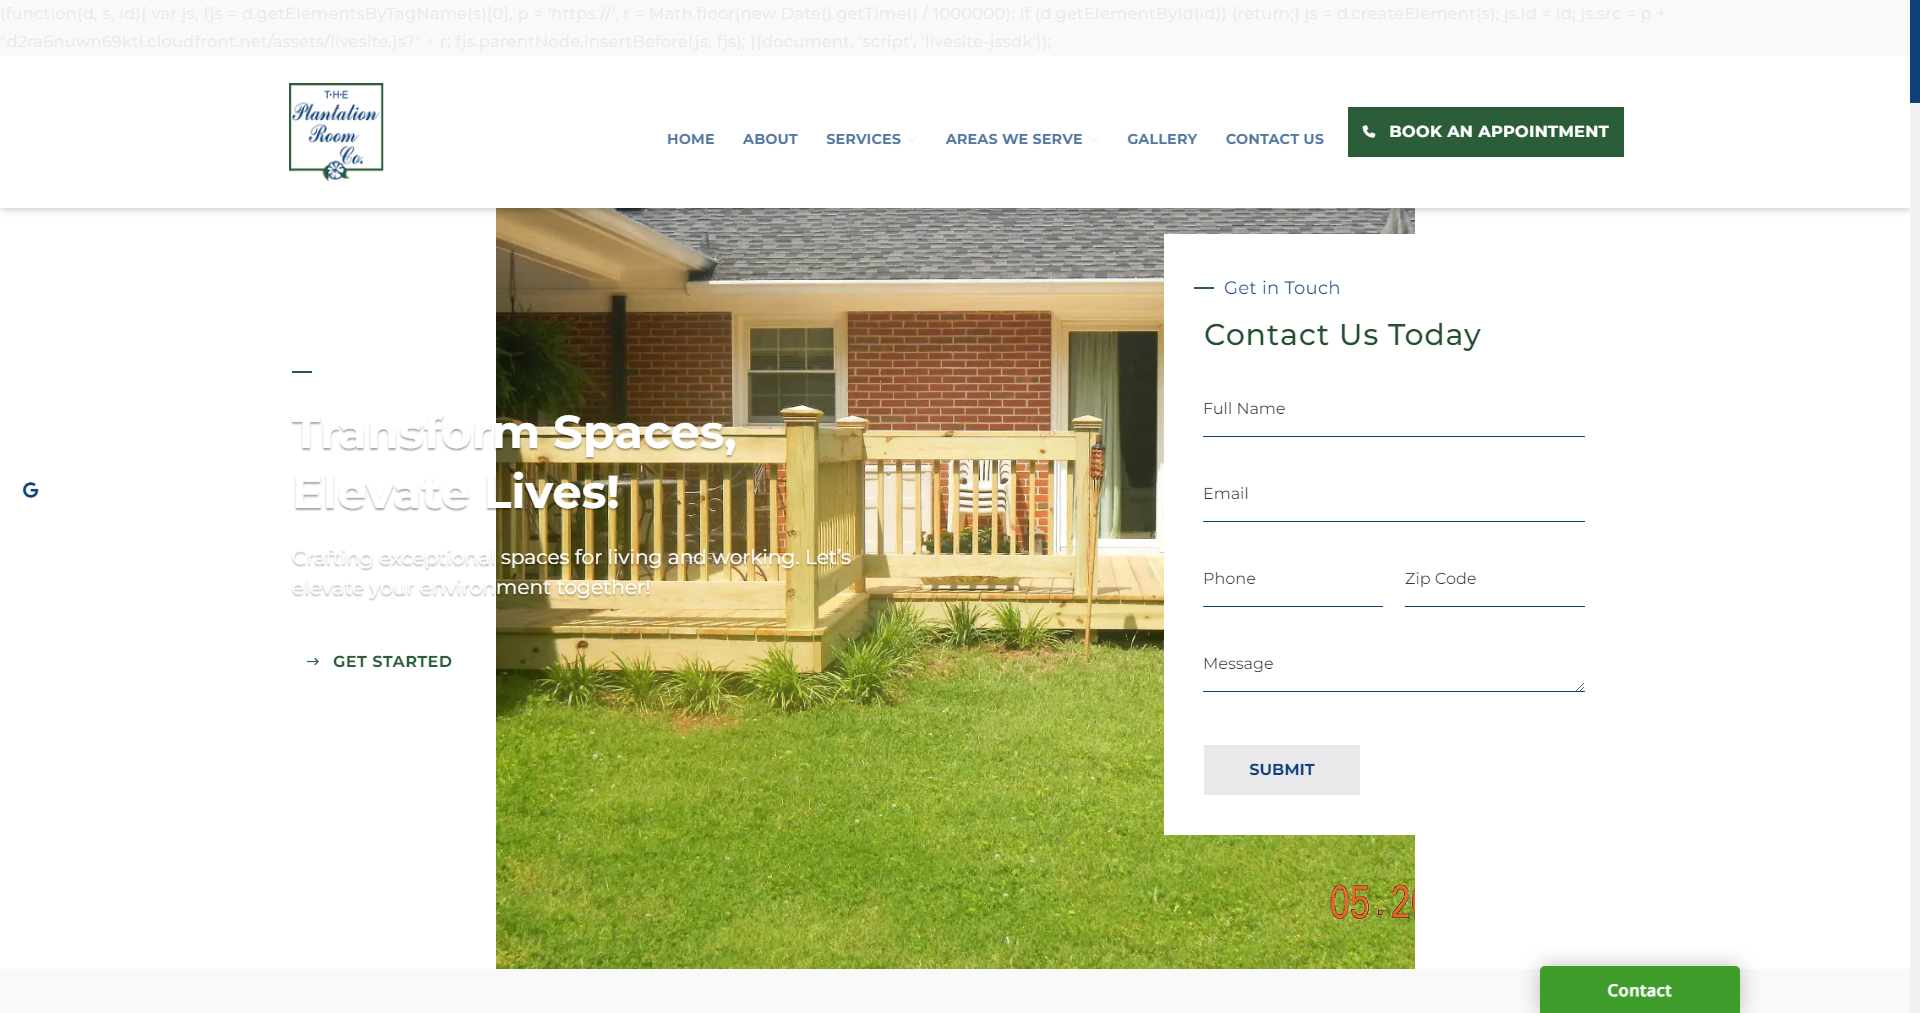 (function(d, s, id){ var js, fjs = d.getElementsByTagName(s)[0], p = 'https://', r = Math.floor(new Date().getTime() / 1000000); if (d.getElementById(id)) {return;} js = d.createElement(s); js.id = id; js.src = p +
"d2ra6nuwn69ktl.cloudfront.net/assets/livesite.js?" + r; fjs.parentNode.insertBefore(js, fjs); }(document, 'script', 'livesite-jssdk'));
T·H·E
Plantation
Room
Co.
HOME ABOUT SERVICES AREAS WE SERVE GALLERY CONTACT US
BOOK AN APPOINTMENT
Transform Spaces,
Elevate Lives!
Crafting exceptional spaces for living and working. Let's
elevate your environment together!
GET STARTED
Get in Touch
Contact Us Today
Full Name
Email
Phone Zip Code
Message
SUBMIT
G
05.2
Contact